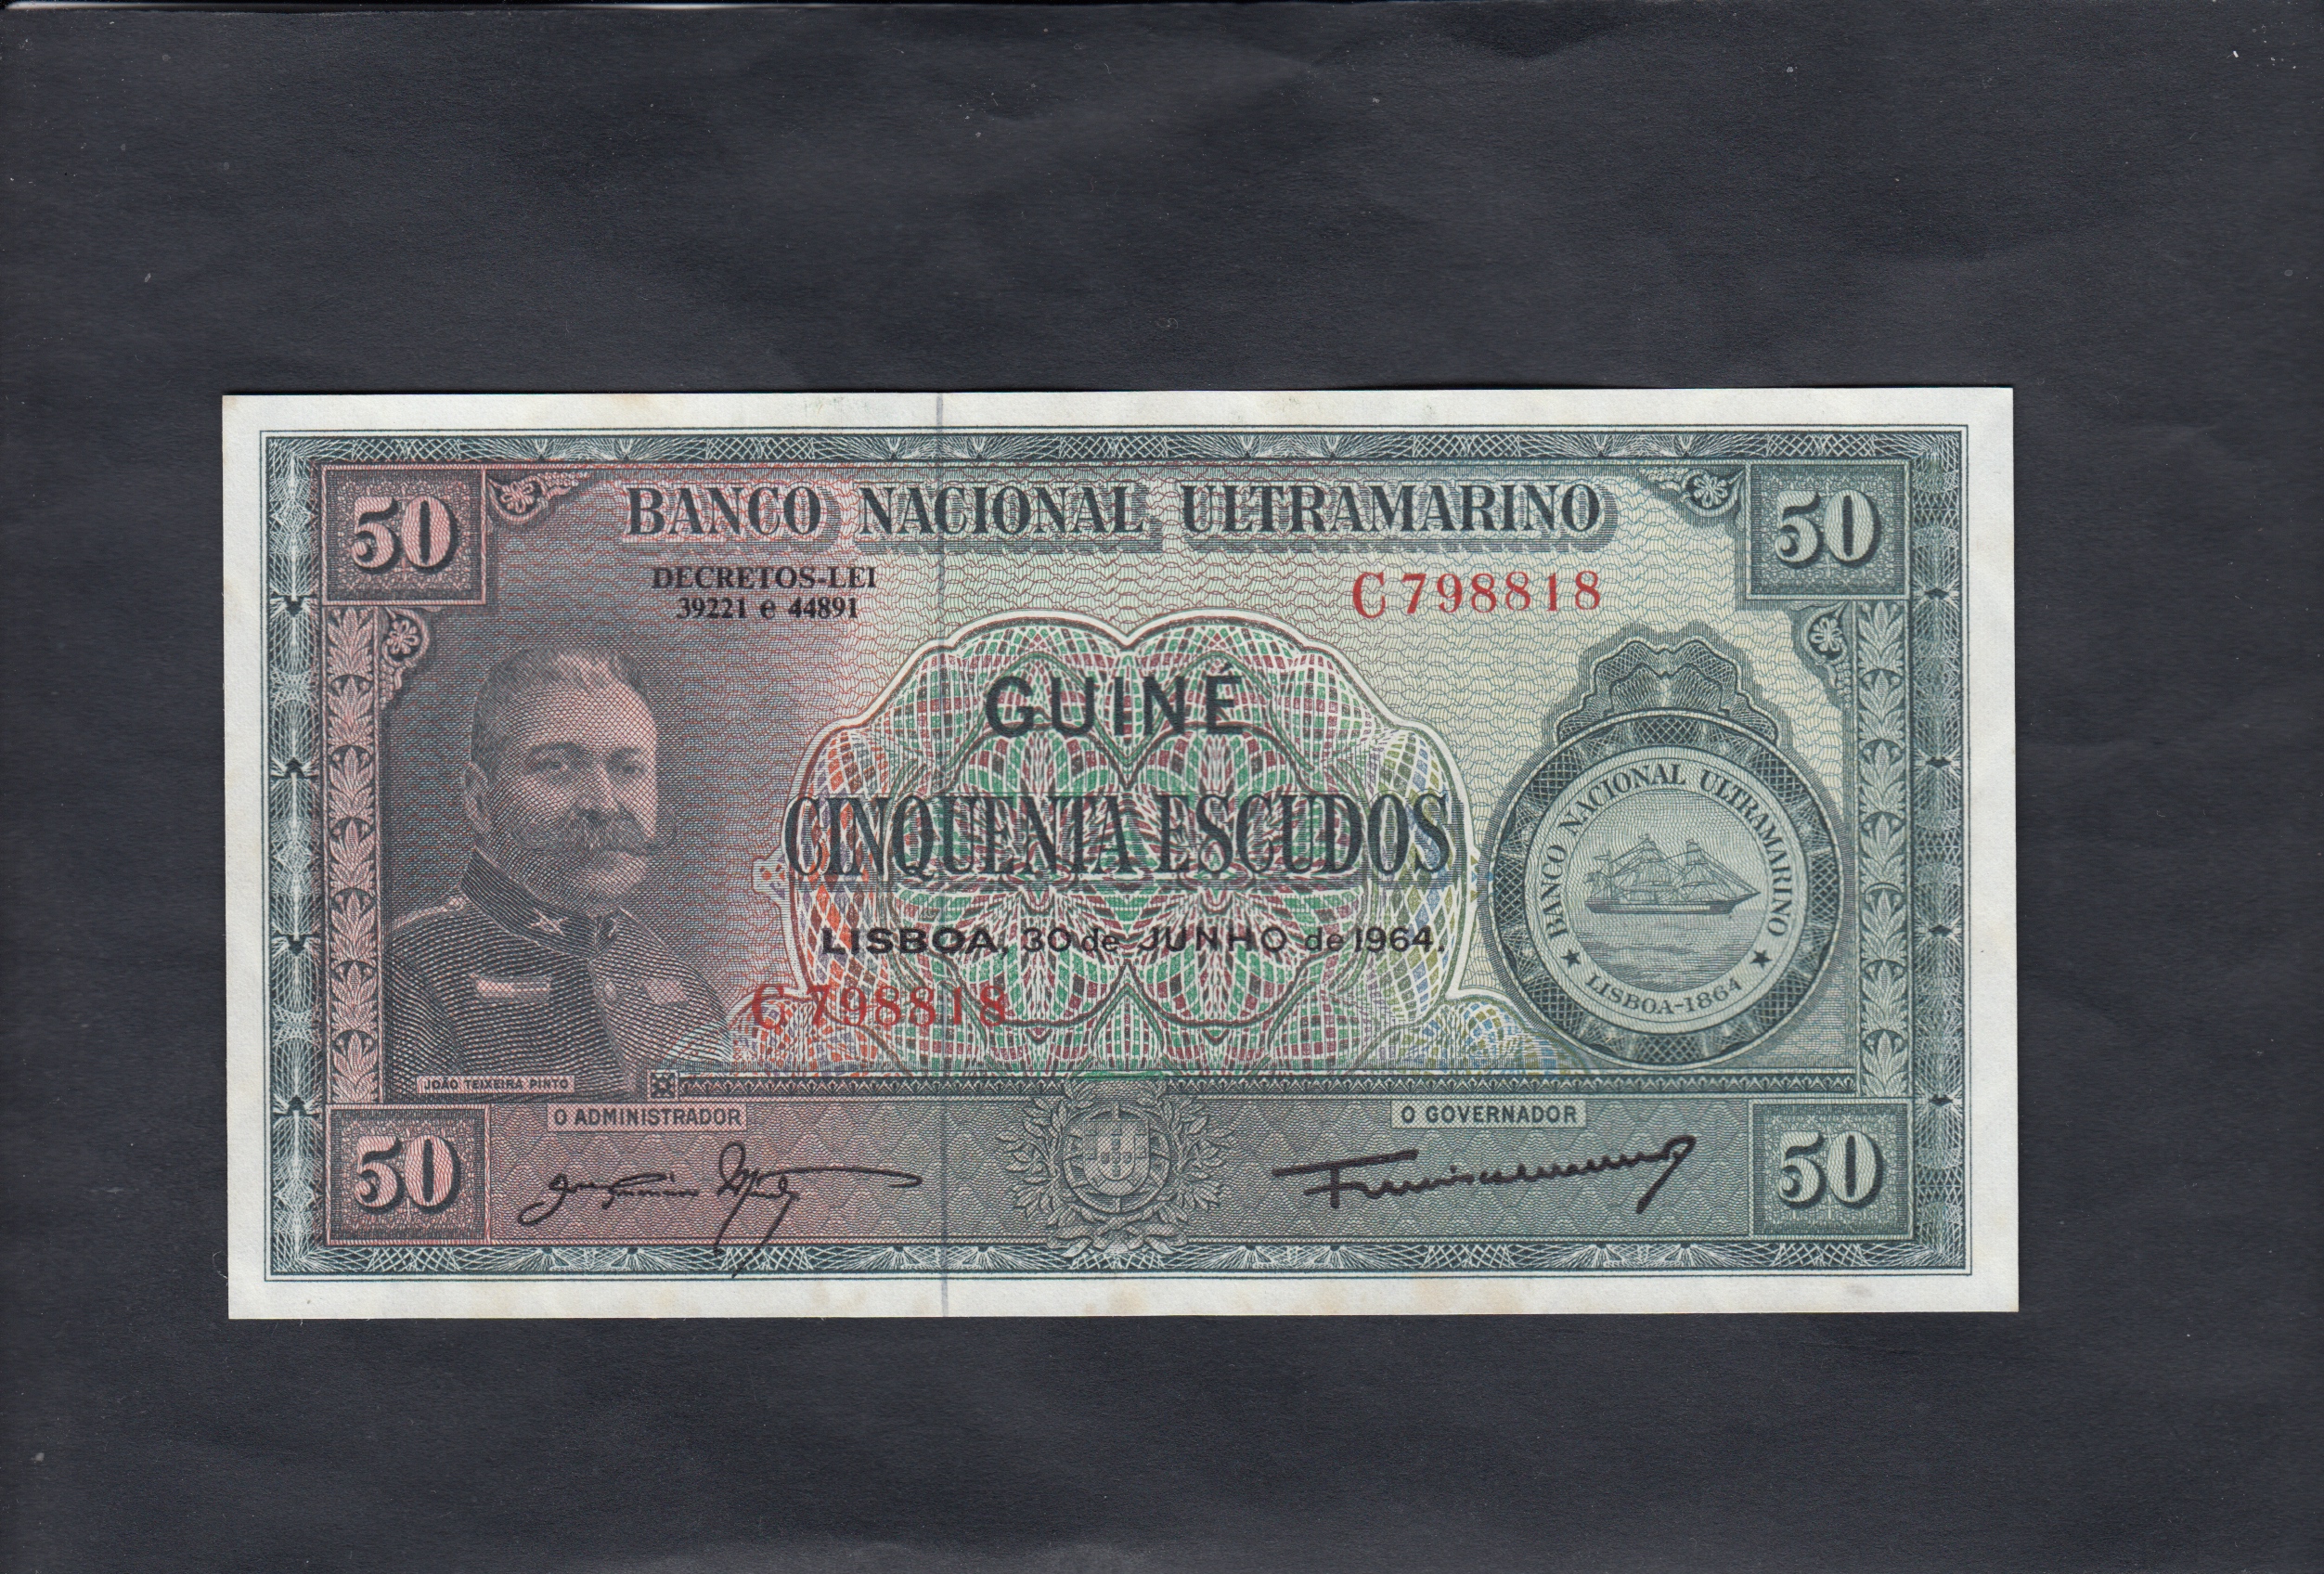 50
BANCO NACIONAL ULTRAMARINO
50
DECRETOS-LEI
39221 e 44891
C 798818
GUINÉ
CINQUENTA ESCUDOS
LISBOA, 30 de JUNHO de 1964.
C 798818
BANCO NACIONAL ULTRAMARINO
★ LISBOA-1864 ★
JOÃO TEIXEIRA PINTO
O ADMINISTRADOR
O GOVERNADOR
50
50